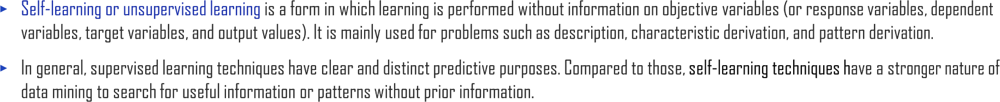 ▸ Self-learning or unsupervised learning is a form in which learning is performed without information on objective variables (or response variables, dependent
variables, target variables, and output values). It is mainly used for problems such as description, characteristic derivation, and pattern derivation.
▸ In general, supervised learning techniques have clear and distinct predictive purposes. Compared to those, self-learning techniques have a stronger nature of
data mining to search for useful information or patterns without prior information.